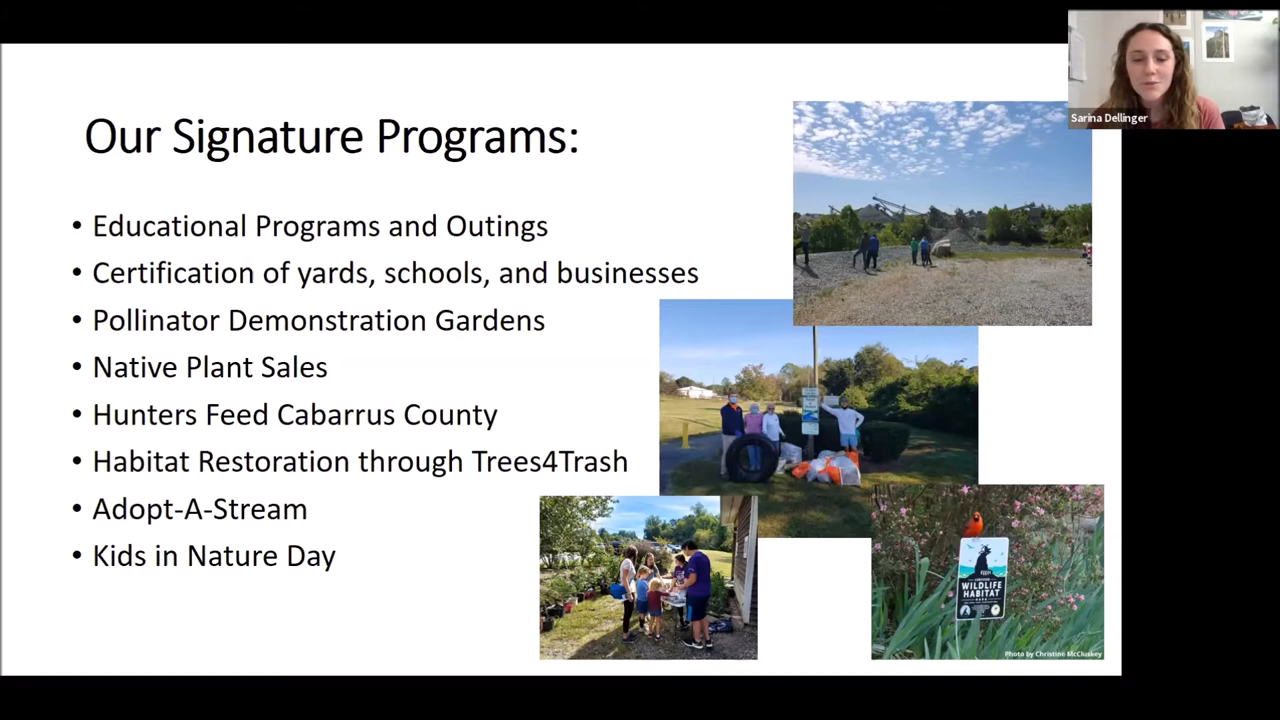 Sarina Dellinger
Our Signature Programs:
• Educational Programs and Outings
• Certification of yards, schools, and businesses
• Pollinator Demonstration Gardens
• Native Plant Sales
• Hunters Feed Cabarrus County
• Habitat Restoration through Trees4Trash
• Adopt-A-Stream
• Kids in Nature Day
WILDLIFE
HABITAT
Photo by Christine McCluskey